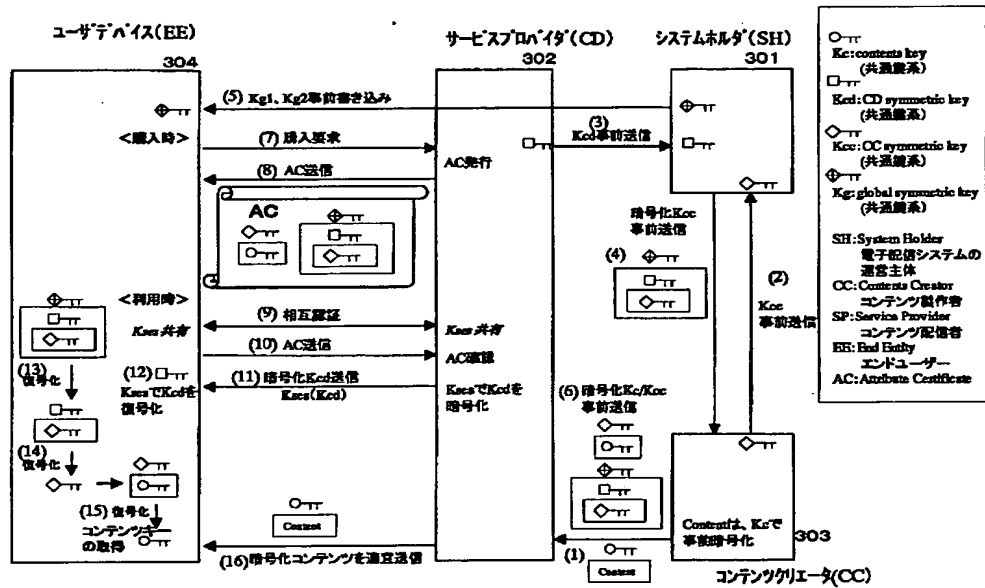 ユーザデバイス(EE)
304
サービスプロバイダ(CD)
302
システムホルダ(SH)
301
(5) Kg1、Kg2事前書き込み
<購入時>
(7) 購入要求
(8) AC送信
AC発行
(3)
Kcd事前送信
AC
暗号化Kcc
事前送信
(4)
(2)
Kcc
事前送信
<利用時>
Kses共有
(9) 相互認証
Kses共有
(10) AC送信
AC確認
(11) 暗号化Kcd送信
Kses(Kcd)
KsesでKcdを
暗号化
(12)
KsesでKcdを
復号化
(13)
復号化
(14)
復号化
(15) 復号化
コンテンツキー
の取得
(6) 暗号化Kc/Kcc
事前送信
Content
(16)暗号化コンテンツを適宜送信
(1)
Content
Contentは、Kcで
事前暗号化
303
コンテンツクリエータ(CC)
Kc:contents key
(共通鍵系)
Kcd:CD symmetric key
(共通鍵系)
Kcc:CC symmetric key
(共通鍵系)
Kg:global symmetric key
(共通鍵系)
SH:System Holder
電子配信システムの
運営主体
CC:Contents Creator
コンテンツ製作者
SP:Service Provider
コンテンツ配信者
EE:End Entity
エンドユーザー
AC:Attribute Certificate